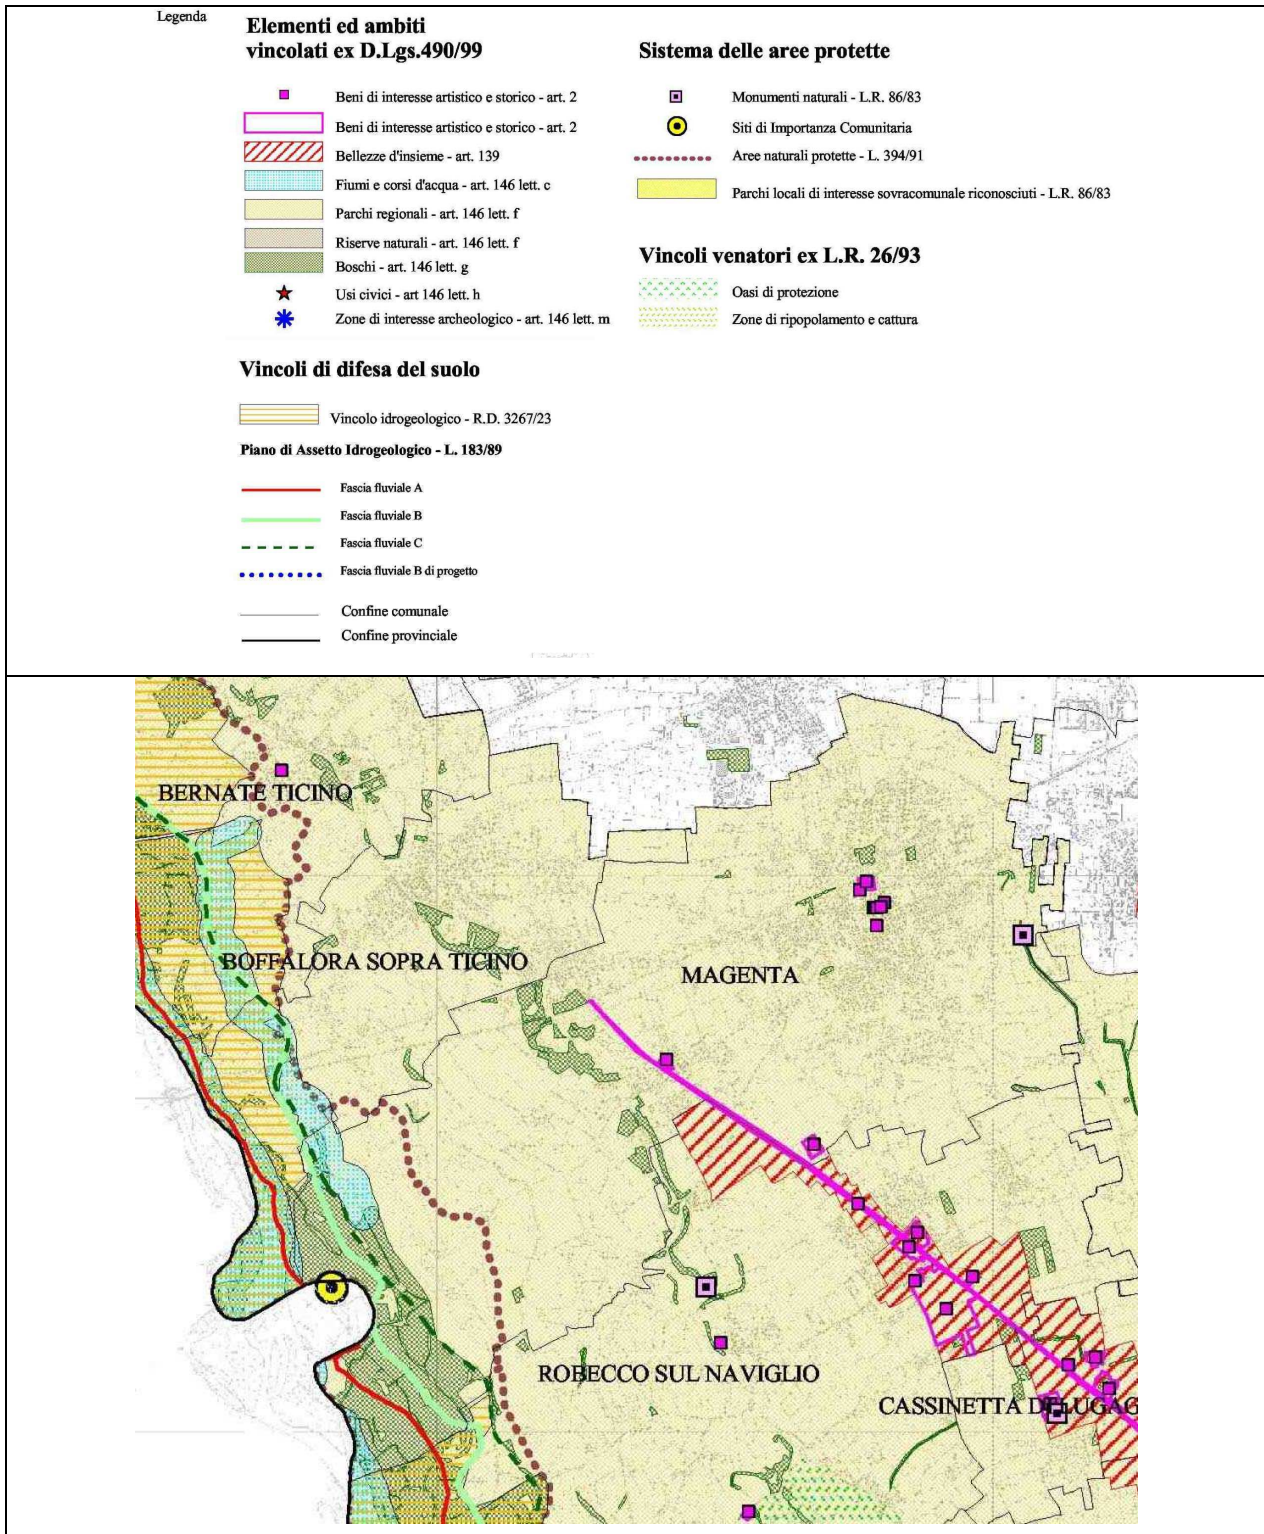 Legenda
Elementi ed ambiti
vincolati ex D.Lgs.490/99
Beni di interesse artistico e storico - art. 2
Beni di interesse artistico e storico - art. 2
Bellezze d'insieme - art. 139
Fiumi e corsi d'acqua - art. 146 lett. c
Parchi regionali - art. 146 lett. f
Riserve naturali - art. 146 lett. f
Boschi - art. 146 lett. g
Usi civici - art 146 lett. h
Zone di interesse archeologico - art. 146 lett. m
Sistema delle aree protette
Monumenti naturali - L.R. 86/83
Siti di Importanza Comunitaria
Aree naturali protette - L. 394/91
Parchi locali di interesse sovracomunale riconosciuti - L.R. 86/83
Vincoli venatori ex L.R. 26/93
Oasi di protezione
Zone di ripopolamento e cattura
Vincoli di difesa del suolo
Vincolo idrogeologico - R.D. 3267/23
Piano di Assetto Idrogeologico - L. 183/89
Fascia fluviale A
Fascia fluviale B
Fascia fluviale C
Fascia fluviale B di progetto
Confine comunale
Confine provinciale
BERNATE TICINO
BOFFALORA SOPRA TICINO
MAGENTA
ROBECCO SUL NAVIGLIO
CASSINETTA DI LUGAG